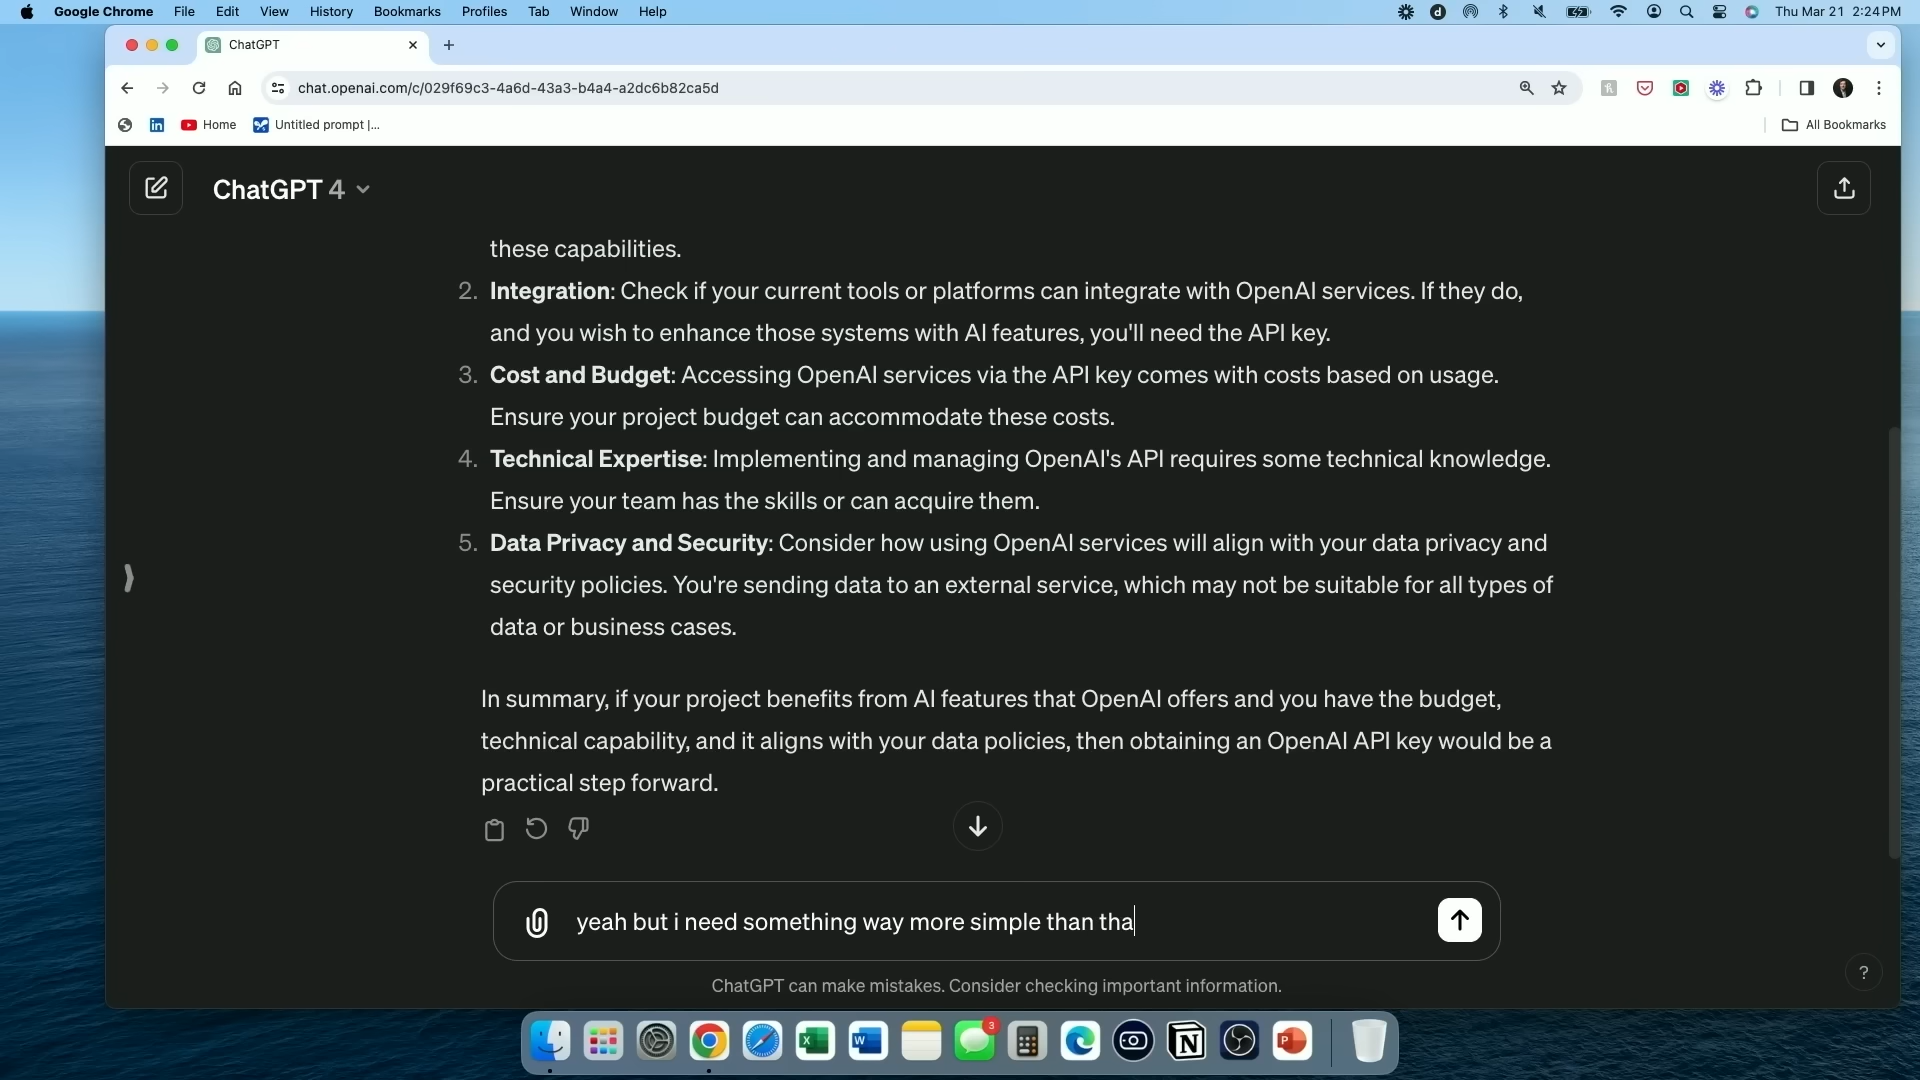 Google Chrome File Edit View History Bookmarks Profiles Tab Window Help Thu Mar 21 2:24 PM
ChatGPT
chat.openai.com/c/029f69c3-4a6d-43a3-b4a4-a2dc6b82ca5d
Home Untitled prompt |... All Bookmarks
ChatGPT 4
these capabilities.
2. Integration: Check if your current tools or platforms can integrate with OpenAI services. If they do,
and you wish to enhance those systems with AI features, you'll need the API key.
3. Cost and Budget: Accessing OpenAI services via the API key comes with costs based on usage.
Ensure your project budget can accommodate these costs.
4. Technical Expertise: Implementing and managing OpenAI's API requires some technical knowledge.
Ensure your team has the skills or can acquire them.
5. Data Privacy and Security: Consider how using OpenAI services will align with your data privacy and
security policies. You're sending data to an external service, which may not be suitable for all types of
data or business cases.
In summary, if your project benefits from AI features that OpenAI offers and you have the budget,
technical capability, and it aligns with your data policies, then obtaining an OpenAI API key would be a
practical step forward.
yeah but i need something way more simple than tha
ChatGPT can make mistakes. Consider checking important information.
?
3